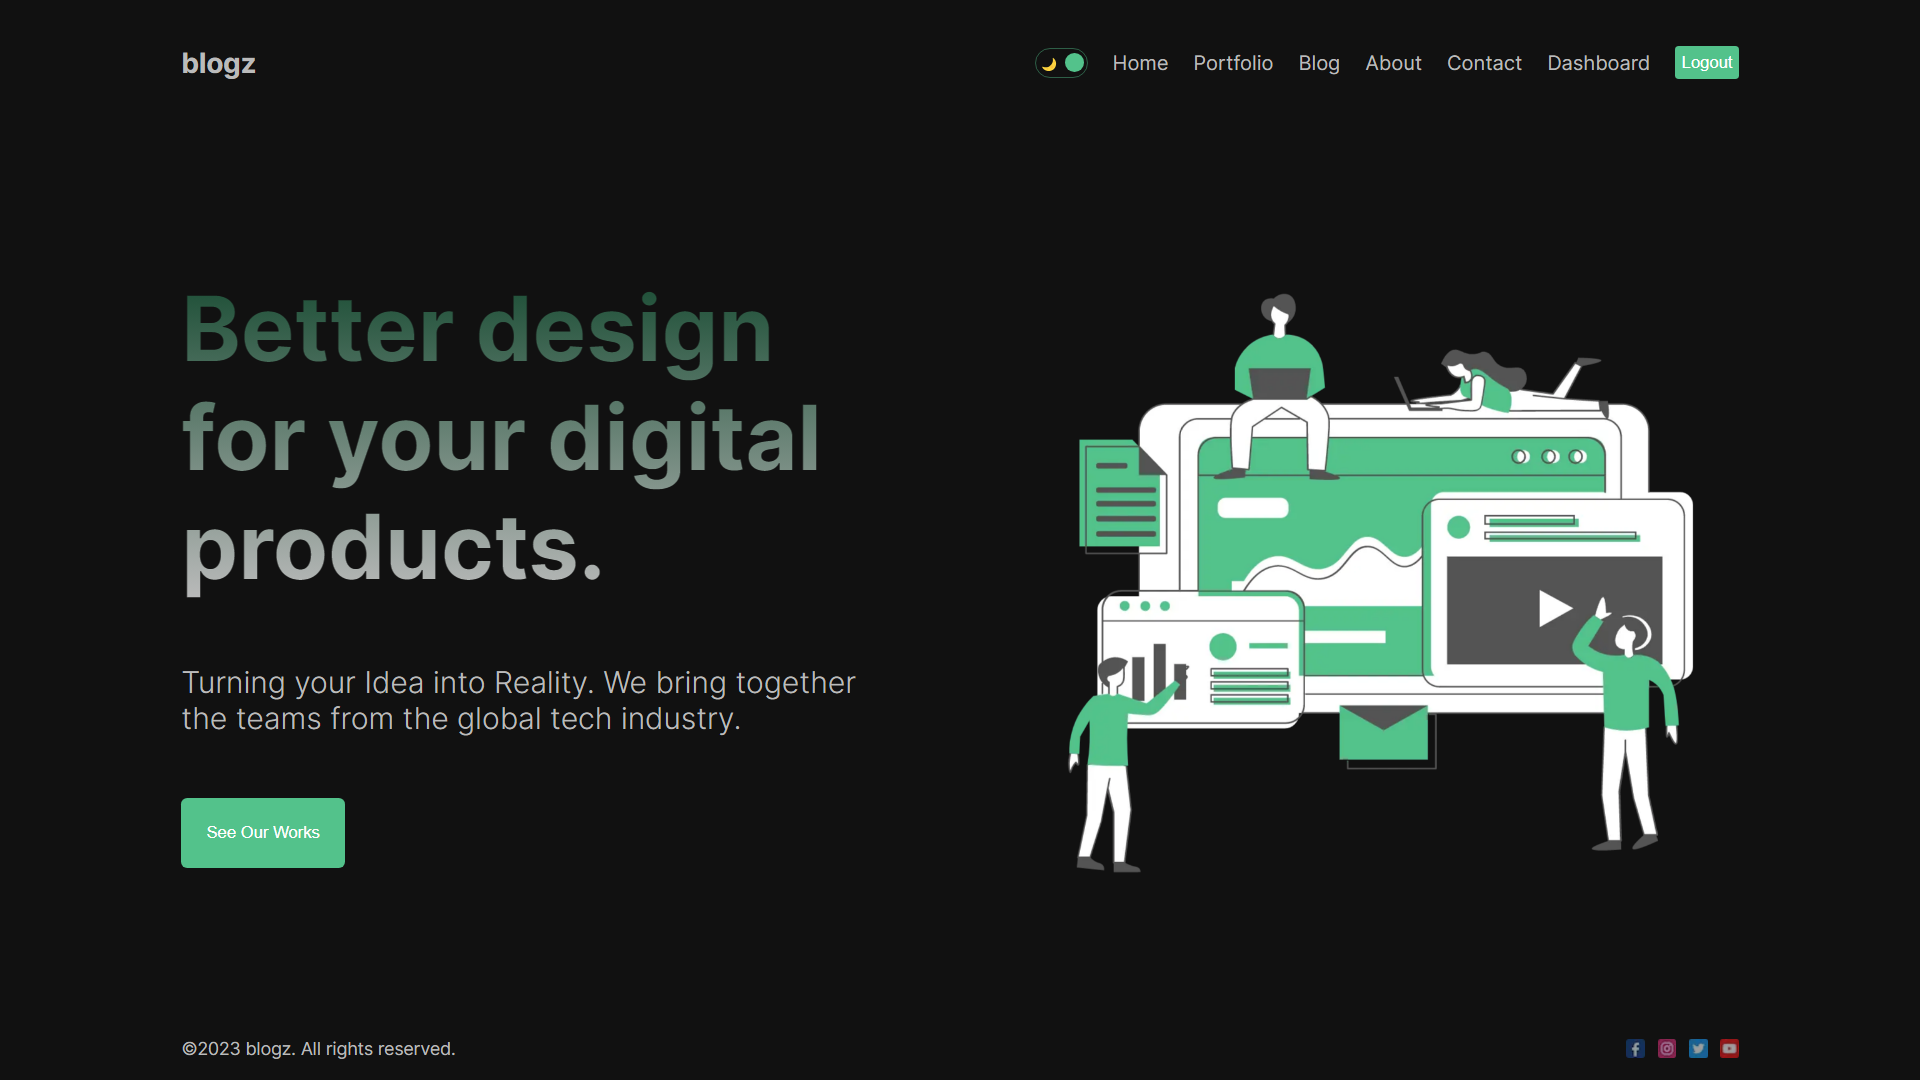 blogz
Home Portfolio Blog About Contact Dashboard Logout
Better design
for your digital
products.
Turning your Idea into Reality. We bring together
the teams from the global tech industry.
See Our Works
©2023 blogz. All rights reserved.